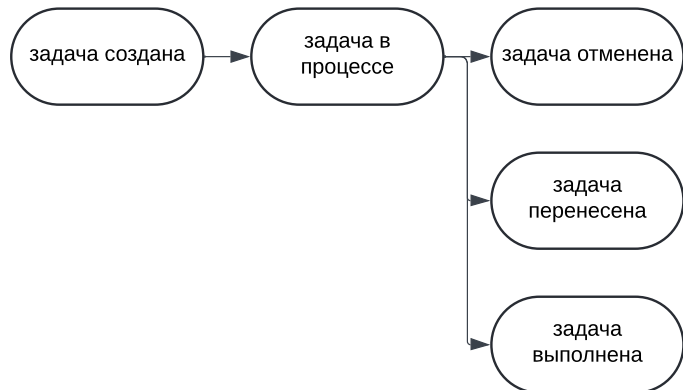 задача создана
задача в
процессе
задача отменена
задача
перенесена
задача
выполнена